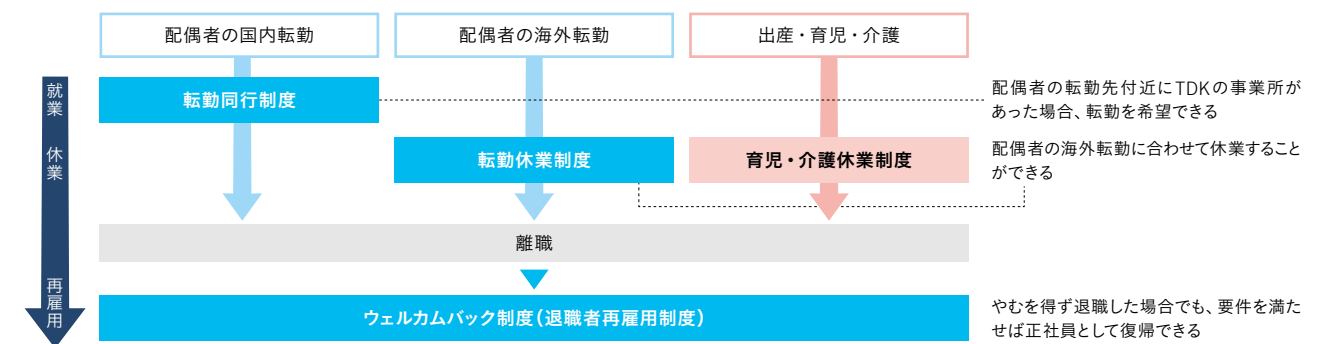 配偶者の国内転勤
配偶者の海外転勤
出産・育児・介護
就業
休業
再雇用
転勤同行制度
配偶者の転勤先付近にTDKの事業所が
あった場合、転勤を希望できる
転勤休業制度
育児・介護休業制度
配偶者の海外転勤に合わせて休業すること
ができる
離職
ウェルカムバック制度（退職者再雇用制度）
やむを得ず退職した場合でも、要件を満た
せば正社員として復帰できる